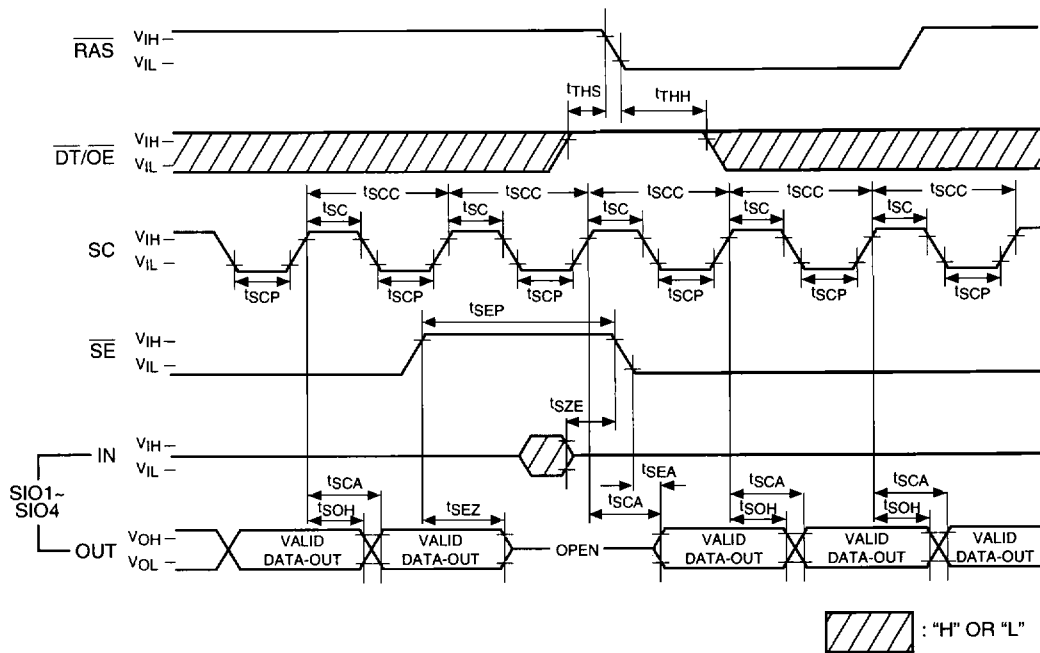 RAS
VIH
VIL
tTHS
tTHH
DT/OE
VIH
VIL
tSCC tSCC tSCC tSCC tSCC
tSC tSC tSC tSC tSC
SC
VIH
VIL
tSCP tSCP tSCP tSCP tSCP tSCP
tSEP
SE
VIH
VIL
tSZE
IN
VIH
VIL
tSEA
SIO1~
SIO4
tSCA tSCA tSCA tSCA
tSOH tSEZ tSOH tSOH
OUT
VOH
VOL
VALID
DATA-OUT
VALID
DATA-OUT
OPEN
VALID
DATA-OUT
VALID
DATA-OUT
VALID
DATA-OUT
: "H" OR "L"